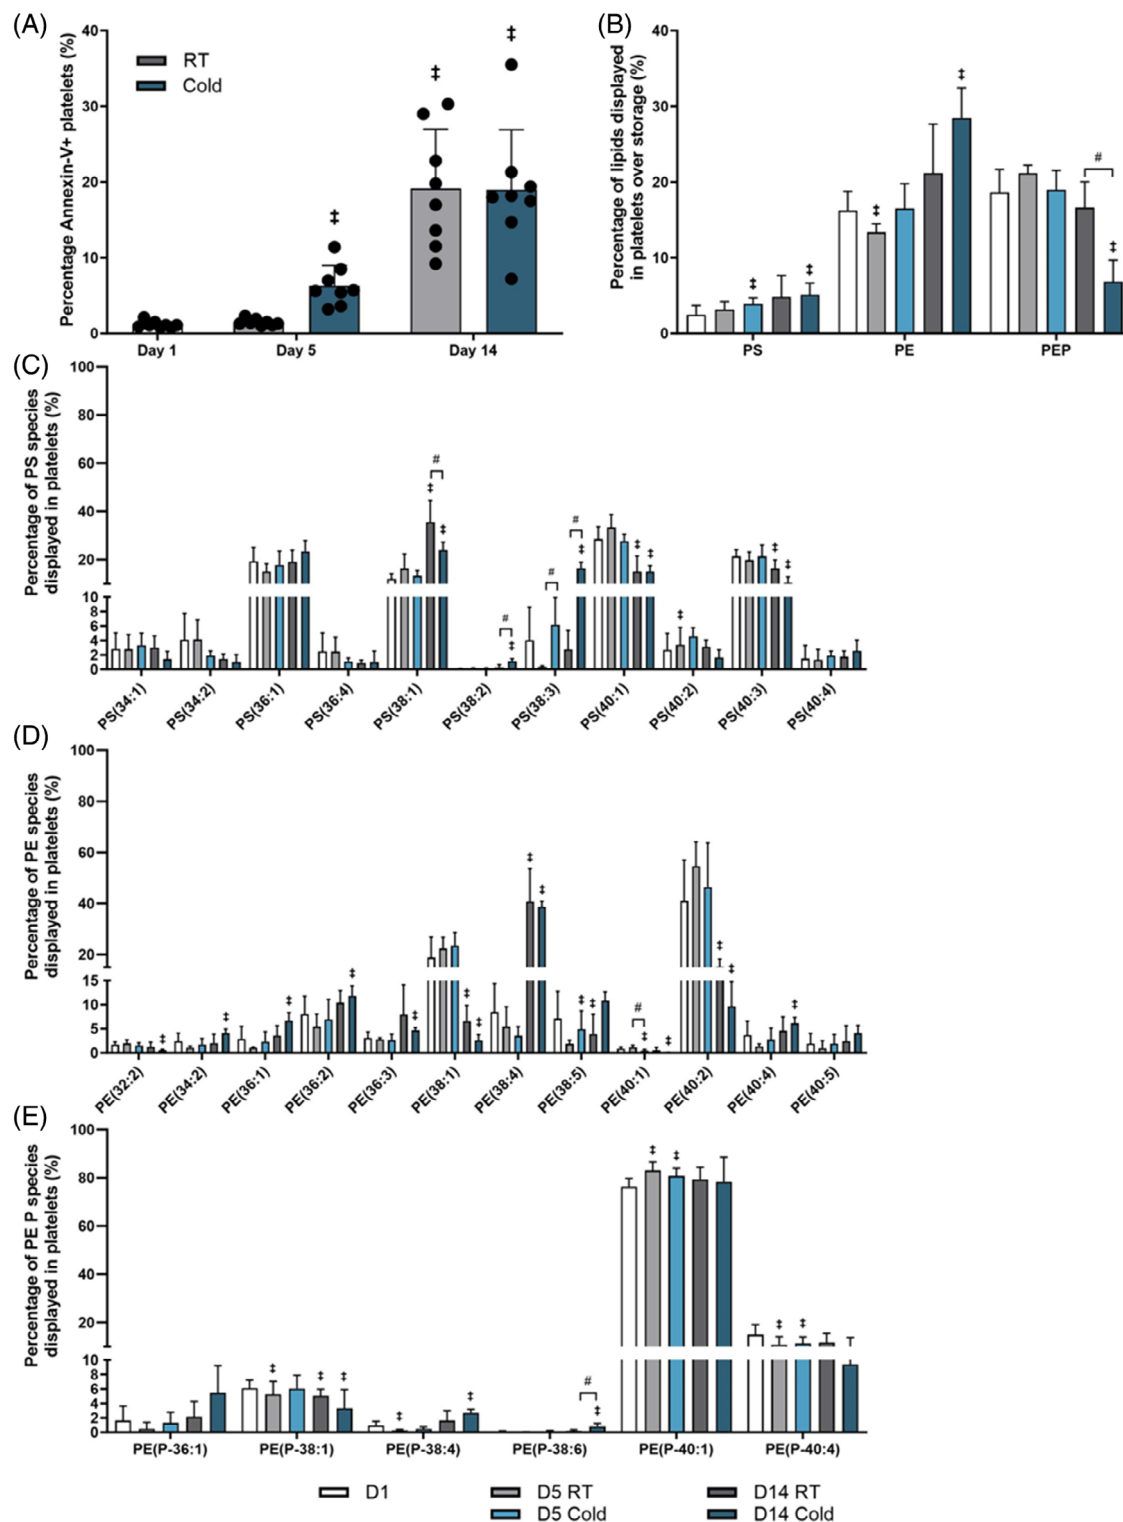 (A)
Percentage Annexin-V+ platelets (%)
40
30
20
10
0
RT
Cold
‡
‡
‡
Day 1
Day 5
Day 14
(B)
Percentage of lipids displayed
in platelets over storage (%)
40
30
20
10
0
‡
‡
‡
‡
#
‡
PS
PE
PEP
(C)
Percentage of PS species
displayed in platelets (%)
100
80
60
40
20
10
8
6
4
2
0
#
‡
‡
#
‡
#
#
‡
‡
‡
‡
‡
‡
PS(34:1)
PS(34:2)
PS(36:1)
PS(36:4)
PS(38:1)
PS(38:2)
PS(38:3)
PS(40:1)
PS(40:2)
PS(40:3)
PS(40:4)
(D)
Percentage of PE species
displayed in platelets (%)
100
80
60
40
20
15
10
5
0
‡
‡
‡
‡
‡
‡
‡
‡
‡
‡
‡
#
‡
‡
‡
‡
‡
PE(32:2)
PE(34:2)
PE(36:1)
PE(36:2)
PE(36:3)
PE(38:1)
PE(38:4)
PE(38:5)
PE(40:1)
PE(40:2)
PE(40:4)
PE(40:5)
(E)
Percentage of PE P species
displayed in platelets (%)
100
80
60
40
20
10
8
6
4
2
0
‡
‡
‡
‡
‡
#
‡
‡
‡
‡
‡
PE(P-36:1)
PE(P-38:1)
PE(P-38:4)
PE(P-38:6)
PE(P-40:1)
PE(P-40:4)
D1
D5 RT
D14 RT
D5 Cold
D14 Cold